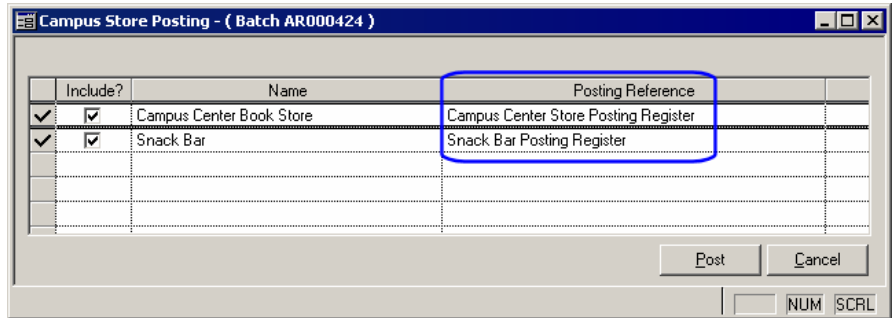 Campus Store Posting - ( Batch AR000424 )
Include? Name Posting Reference
Campus Center Book Store Campus Center Store Posting Register
Snack Bar Snack Bar Posting Register
Post Cancel
NUM SCRL